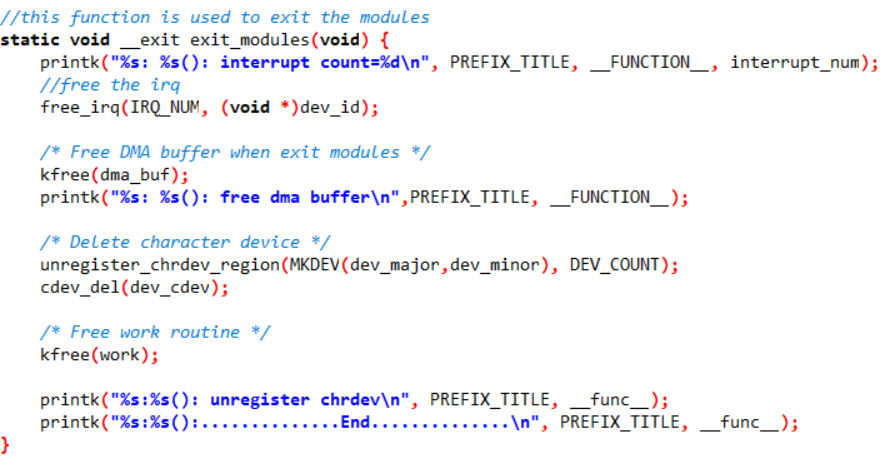 //this function is used to exit the modules
static void __exit exit_modules(void) {
    printk("%s: %s(): interrupt count=%d\n", PREFIX_TITLE, __FUNCTION__, interrupt_num);
    //free the irq
    free_irq(IRQ_NUM, (void *)dev_id);

    /* Free DMA buffer when exit modules */
    kfree(dma_buf);
    printk("%s: %s(): free dma buffer\n",PREFIX_TITLE, __FUNCTION__);

    /* Delete character device */
    unregister_chrdev_region(MKDEV(dev_major,dev_minor), DEV_COUNT);
    cdev_del(dev_cdev);

    /* Free work routine */
    kfree(work);

    printk("%s:%s(): unregister chrdev\n", PREFIX_TITLE, __func__);
    printk("%s:%s():..............End..............\n", PREFIX_TITLE, __func__);
}